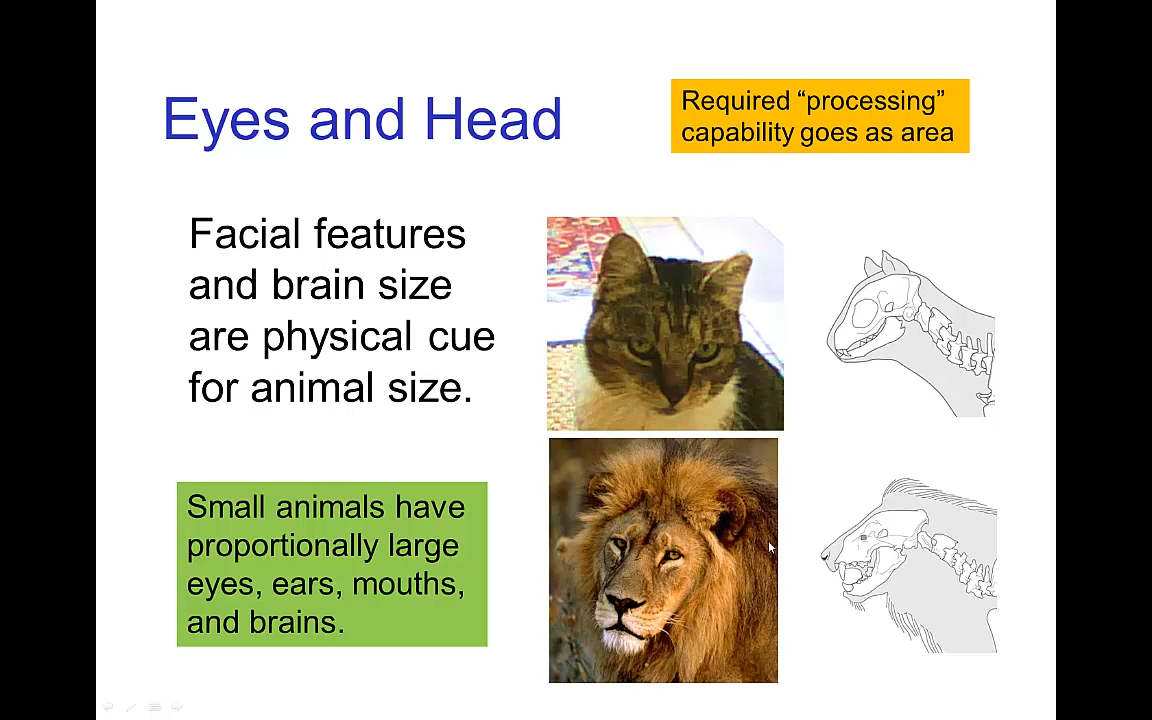 Eyes and Head
Required “processing”
capability goes as area
Facial features
and brain size
are physical cue
for animal size.
Small animals have
proportionally large
eyes, ears, mouths,
and brains.